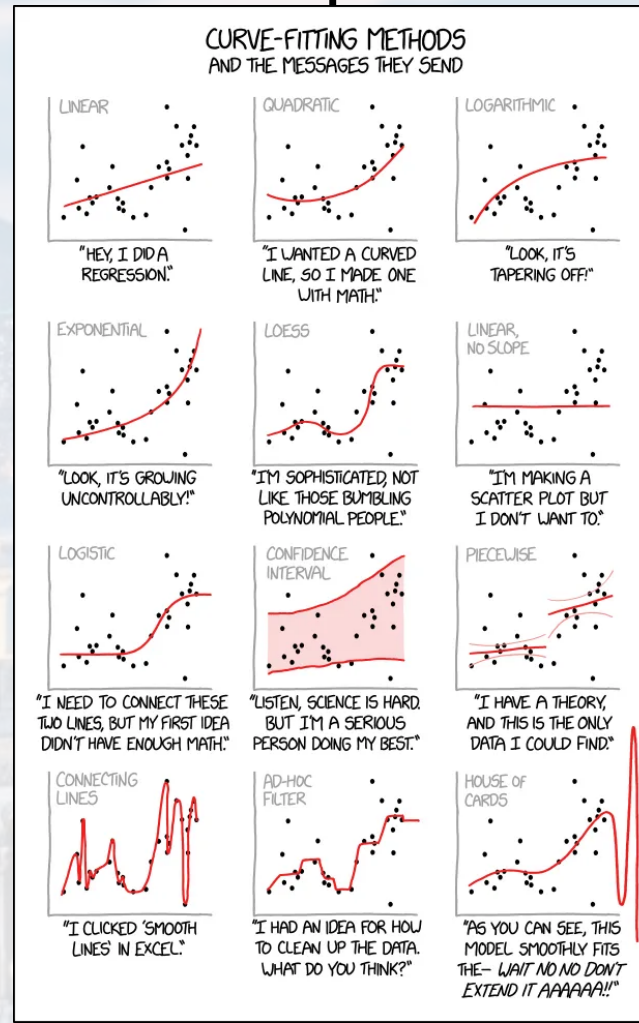 CURVE-FITTING METHODS
AND THE MESSAGES THEY SEND
LINEAR
"HEY, I DID A
REGRESSION."
QUADRATIC
"I WANTED A CURVED
LINE, SO I MADE ONE
WITH MATH."
LOGARITHMIC
"LOOK, IT'S
TAPERING OFF!"
EXPONENTIAL
"LOOK, IT'S GROWING
UNCONTROLLABLY!"
LOESS
"I'M SOPHISTICATED, NOT
LIKE THOSE BUMBLING
POLYNOMIAL PEOPLE."
LINEAR,
NO SLOPE
"I'M MAKING A
SCATTER PLOT BUT
I DON'T WANT TO."
LOGISTIC
"I NEED TO CONNECT THESE
TWO LINES, BUT MY FIRST IDEA
DIDN'T HAVE ENOUGH MATH."
CONFIDENCE
INTERVAL
"LISTEN, SCIENCE IS HARD.
BUT I'M A SERIOUS
PERSON DOING MY BEST."
PIECEWISE
"I HAVE A THEORY,
AND THIS IS THE ONLY
DATA I COULD FIND."
CONNECTING
LINES
"I CLICKED 'SMOOTH
LINES' IN EXCEL."
AD-HOC
FILTER
"I HAD AN IDEA FOR HOW
TO CLEAN UP THE DATA.
WHAT DO YOU THINK?"
HOUSE OF
CARDS
"AS YOU CAN SEE, THIS
MODEL SMOOTHLY FITS
THE- WAIT NO NO DON'T
EXTEND IT AAAAAA!!"